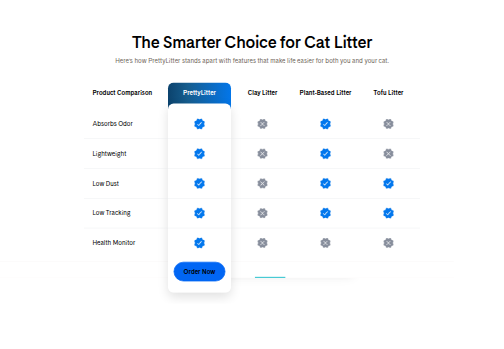 The Smarter Choice for Cat Litter
Here's how PrettyLitter stands apart with features that make life easier for both you and your cat.
Product Comparison PrettyLitter Clay Litter Plant-Based Litter Tofu Litter
Absorbs Odor
Lightweight
Low Dust
Low Tracking
Health Monitor
Order Now